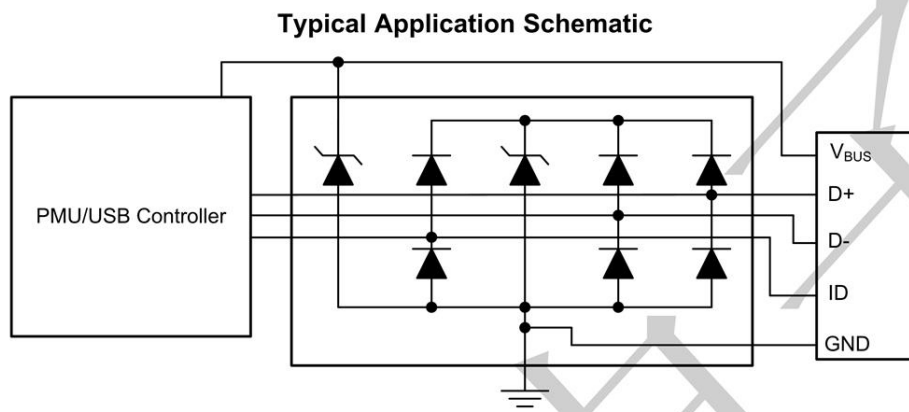 Typical Application Schematic
PMU/USB Controller
VBUS
D+
D-
ID
GND